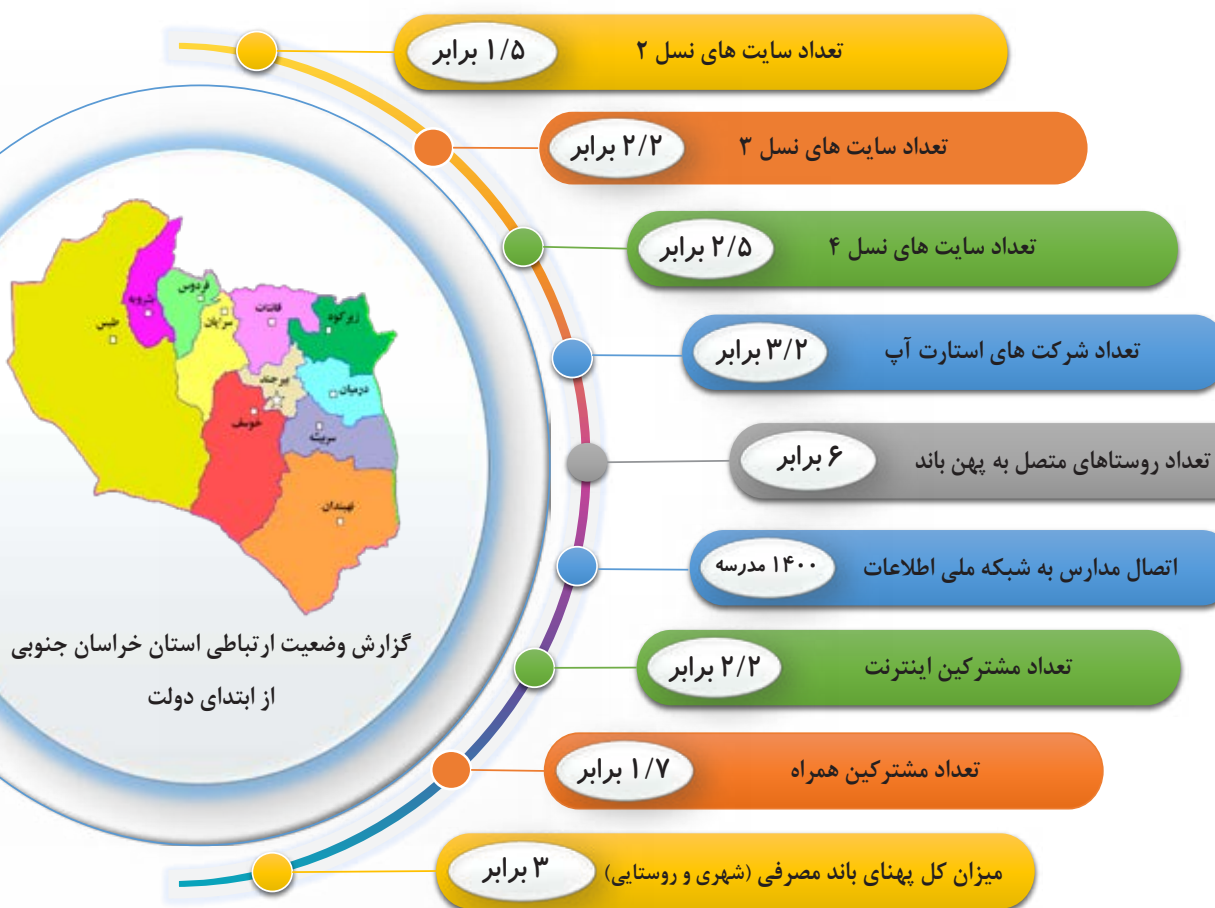 تعداد سایت های نسل ۲
۱/۵ برابر
تعداد سایت های نسل ۳
۲/۲ برابر
تعداد سایت های نسل ۴
۲/۵ برابر
تعداد شرکت های استارت آپ
۳/۲ برابر
تعداد روستاهای متصل به پهن باند
۶ برابر
اتصال مدارس به شبکه ملی اطلاعات
۱۴۰۰ مدرسه
تعداد مشترکین اینترنت
۲/۲ برابر
تعداد مشترکین همراه
۱/۷ برابر
میزان کل پهنای باند مصرفی (شهری و روستایی)
۳ برابر
طبس
بشرویه
فردوس
سرایان
قائنات
زیرکوه
بیرجند
درمیان
خوسف
سربیشه
نهبندان
گزارش وضعیت ارتباطی استان خراسان جنوبی
از ابتدای دولت